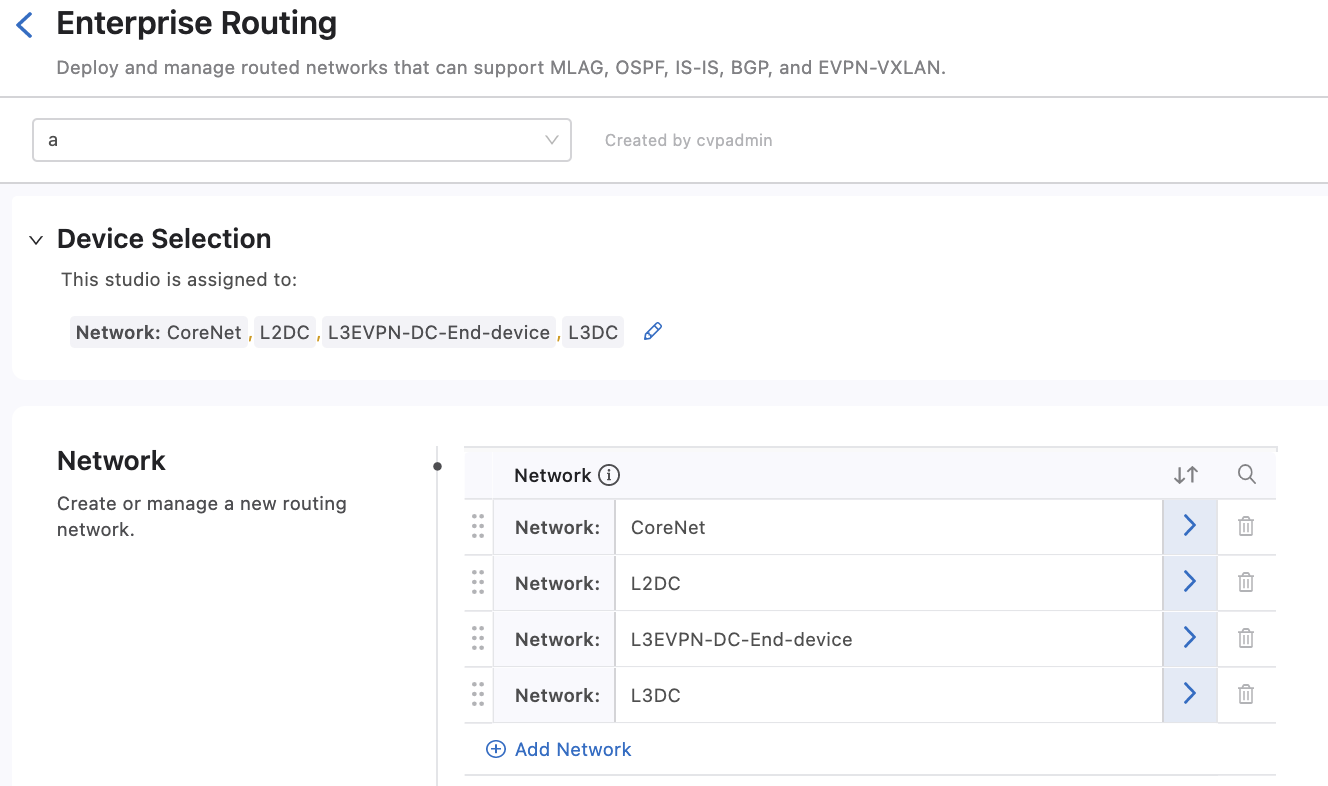 Enterprise Routing
Deploy and manage routed networks that can support MLAG, OSPF, IS-IS, BGP, and EVPN-VXLAN.
a
Created by cvpadmin
Device Selection
This studio is assigned to:
Network: CoreNet , L2DC , L3EVPN-DC-End-device , L3DC
Network
Create or manage a new routing
network.
Network
Network: CoreNet
Network: L2DC
Network: L3EVPN-DC-End-device
Network: L3DC
Add Network